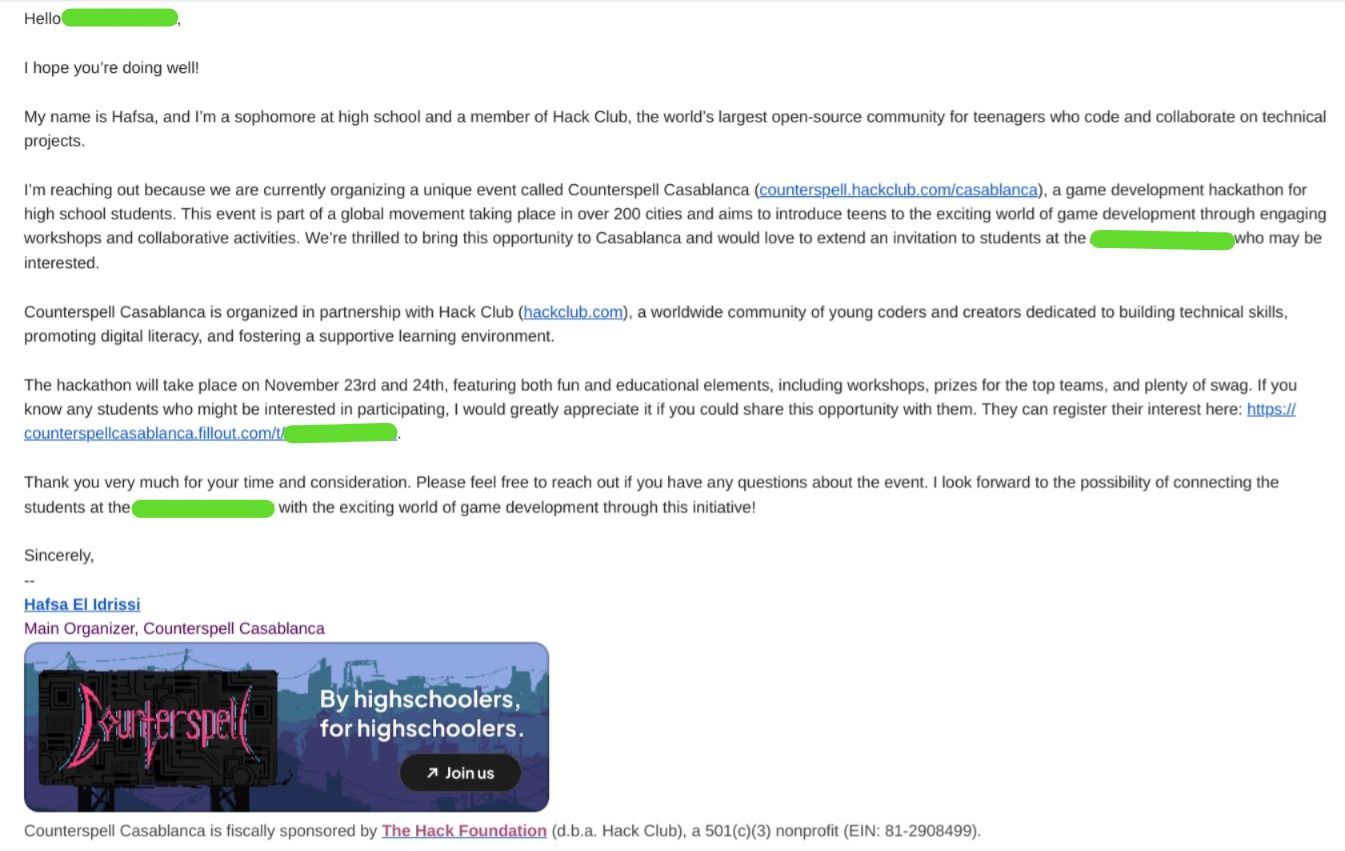 Hello ,
I hope you’re doing well!
My name is Hafsa, and I’m a sophomore at high school and a member of Hack Club, the world’s largest open-source community for teenagers who code and collaborate on technical
projects.
I’m reaching out because we are currently organizing a unique event called Counterspell Casablanca (counterspell.hackclub.com/casablanca), a game development hackathon for
high school students. This event is part of a global movement taking place in over 200 cities and aims to introduce teens to the exciting world of game development through engaging
workshops and collaborative activities. We’re thrilled to bring this opportunity to Casablanca and would love to extend an invitation to students at the who may be
interested.
Counterspell Casablanca is organized in partnership with Hack Club (hackclub.com), a worldwide community of young coders and creators dedicated to building technical skills,
promoting digital literacy, and fostering a supportive learning environment.
The hackathon will take place on November 23rd and 24th, featuring both fun and educational elements, including workshops, prizes for the top teams, and plenty of swag. If you
know any students who might be interested in participating, I would greatly appreciate it if you could share this opportunity with them. They can register their interest here: https://
counterspellcasablanca.fillout.com/t/ .
Thank you very much for your time and consideration. Please feel free to reach out if you have any questions about the event. I look forward to the possibility of connecting the
students at the with the exciting world of game development through this initiative!
Sincerely,
--
Hafsa El Idrissi
Main Organizer, Counterspell Casablanca
Counterspell
By highschoolers,
for highschoolers.
↗ Join us
Counterspell Casablanca is fiscally sponsored by The Hack Foundation (d.b.a. Hack Club), a 501(c)(3) nonprofit (EIN: 81-2908499).